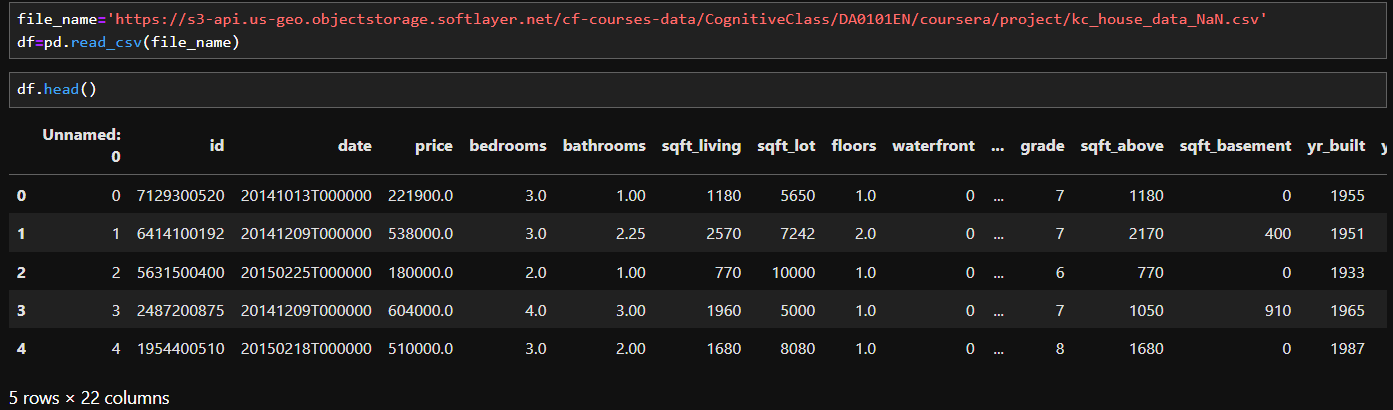 file_name='https://s3-api.us-geo.objectstorage.softlayer.net/cf-courses-data/CognitiveClass/DA0101EN/coursera/project/kc_house_data_NaN.csv'
df=pd.read_csv(file_name)
df.head()
Unnamed: 0 id date price bedrooms bathrooms sqft_living sqft_lot floors waterfront ... grade sqft_above sqft_basement yr_built y
0 0 7129300520 20141013T000000 221900.0 3.0 1.00 1180 5650 1.0 0 ... 7 1180 0 1955
1 1 6414100192 20141209T000000 538000.0 3.0 2.25 2570 7242 2.0 0 ... 7 2170 400 1951
2 2 5631500400 20150225T000000 180000.0 2.0 1.00 770 10000 1.0 0 ... 6 770 0 1933
3 3 2487200875 20141209T000000 604000.0 4.0 3.00 1960 5000 1.0 0 ... 7 1050 910 1965
4 4 1954400510 20150218T000000 510000.0 3.0 2.00 1680 8080 1.0 0 ... 8 1680 0 1987
5 rows × 22 columns